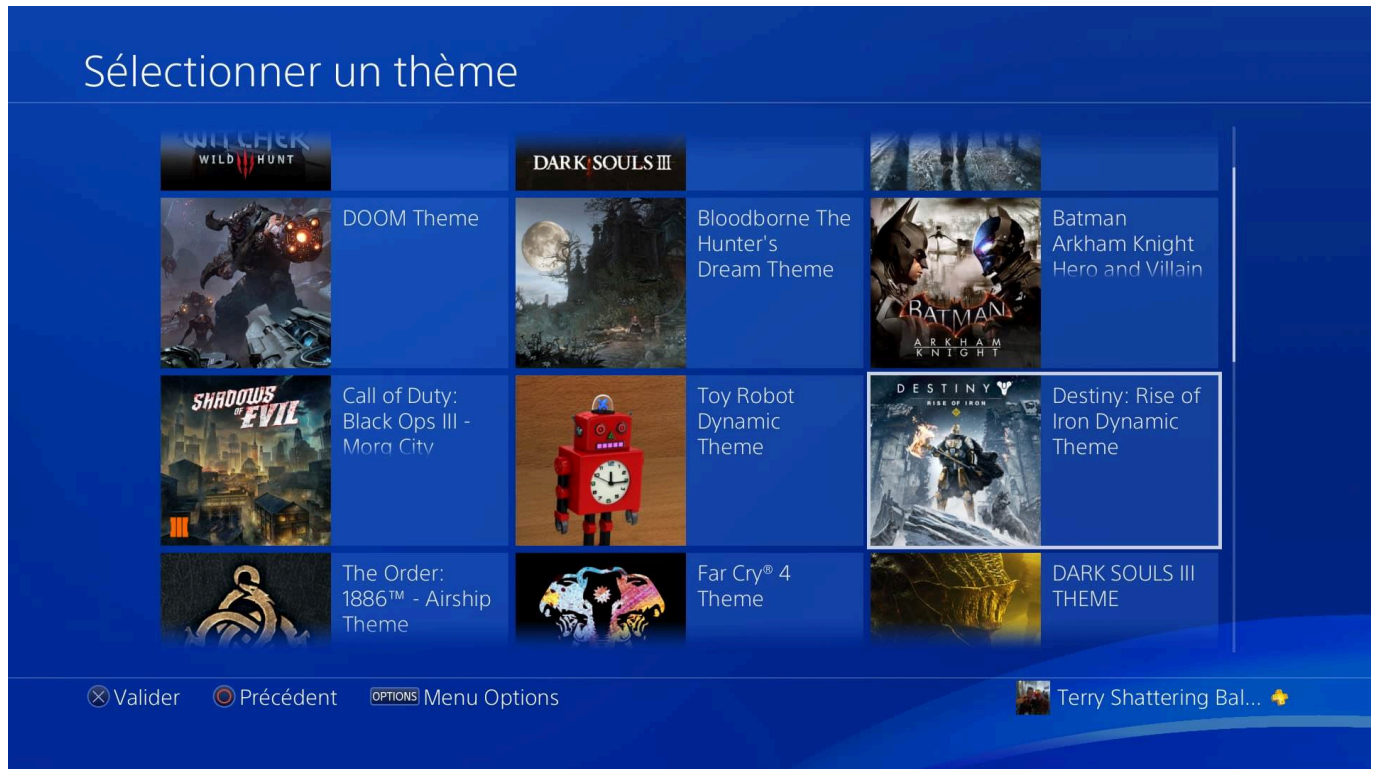 Sélectionner un thème
WITCHER
WILD HUNT
DARK SOULS III
DOOM Theme
Bloodborne The
Hunter's
Dream Theme
Batman
Arkham Knight
Hero and Villain
BATMAN
ARKHAM
KNIGHT
SHADOWS
OF EVIL
III
Call of Duty:
Black Ops III -
Morg City
Toy Robot
Dynamic
Theme
DESTINY
RISE OF IRON
Destiny: Rise of
Iron Dynamic
Theme
The Order:
1886™ - Airship
Theme
Far Cry® 4
Theme
DARK SOULS III
THEME
Valider
Précédent
OPTIONS Menu Options
Terry Shattering Bal...